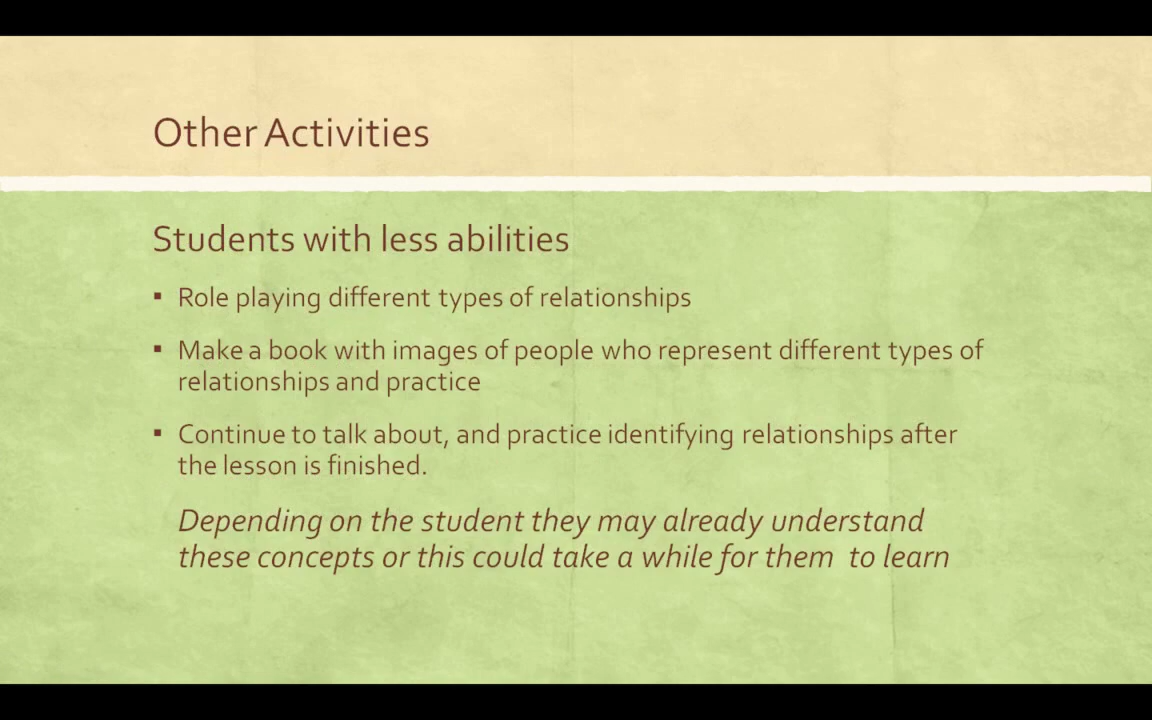 Other Activities
Students with less abilities
▪ Role playing different types of relationships
▪ Make a book with images of people who represent different types of
relationships and practice
▪ Continue to talk about, and practice identifying relationships after
the lesson is finished.
Depending on the student they may already understand
these concepts or this could take a while for them  to learn